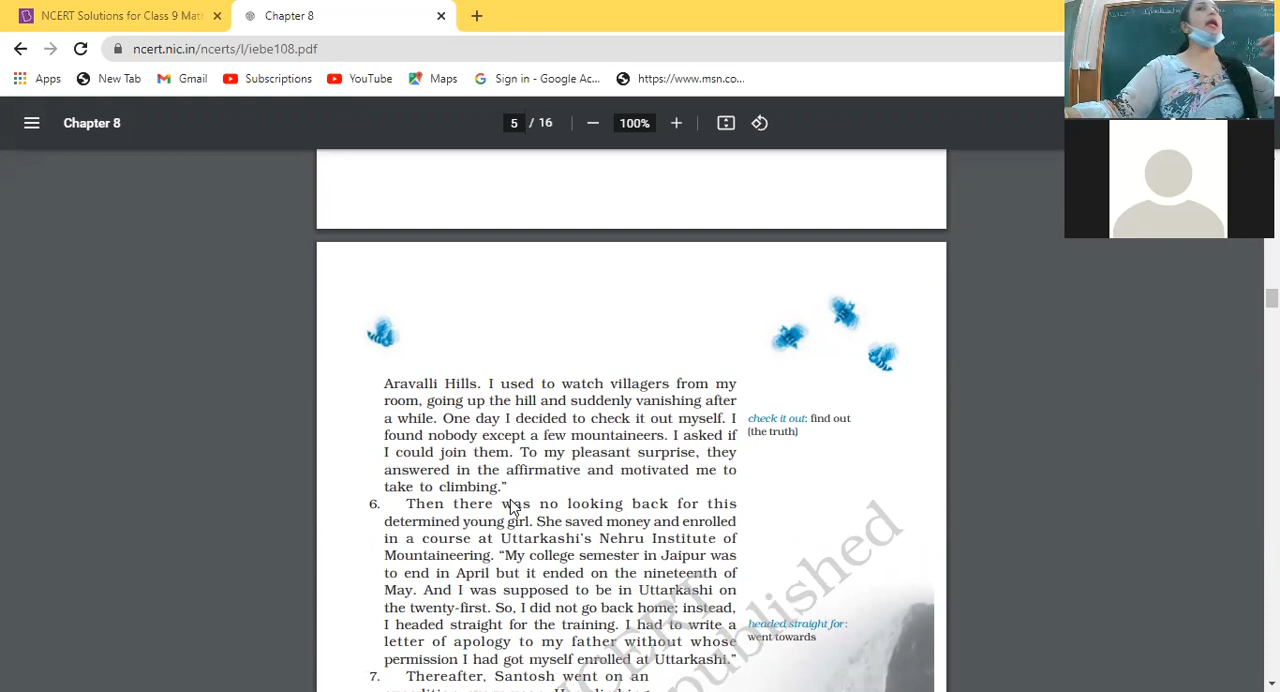 NCERT Solutions for Class 9 Mat
Chapter 8
ncert.nic.in/ncerts/l/iebe108.pdf
Apps
New Tab
Gmail
Subscriptions
YouTube
Maps
Sign in - Google Ac...
https://www.msn.co...
Chapter 8
5 / 16
100%
Aravalli Hills. I used to watch villagers from my
room, going up the hill and suddenly vanishing after
a while. One day I decided to check it out myself. I
found nobody except a few mountaineers. I asked if
I could join them. To my pleasant surprise, they
answered in the affirmative and motivated me to
take to climbing.”
check it out: find out
(the truth)
6. Then there was no looking back for this
determined young girl. She saved money and enrolled
in a course at Uttarkashi's Nehru Institute of
Mountaineering. “My college semester in Jaipur was
to end in April but it ended on the nineteenth of
May. And I was supposed to be in Uttarkashi on
the twenty-first. So, I did not go back home; instead,
I headed straight for the training. I had to write a
letter of apology to my father without whose
permission I had got myself enrolled at Uttarkashi.”
headed straight for:
went towards
7. Thereafter, Santosh went on an
NCERT
published